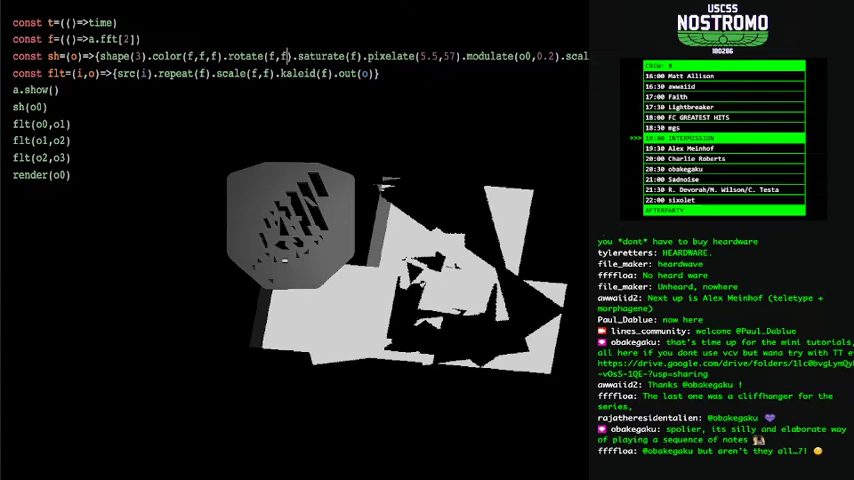 const t=(()=>time)
const f=(()=>a.fft[2])
const sh=(o)=>{shape(3).color(f,f,f).rotate(f,f).saturate(f).pixelate(5.5,57).modulate(o0,0.2).scal
const flt=(i,o)=>{src(i).repeat(f).scale(f,f).kaleid(f).out(o)}
a.show()
sh(o0)
flt(o0,o1)
flt(o1,o2)
flt(o2,o3)
render(o0)
USCSS
NOSTROMO
CREW: 8
16:00 Matt Allison
16:30 awwaiid
17:00 Faith
17:30 Lightbreaker
18:00 FC GREATEST HITS
18:30 mgs
>>> 19:00 INTERMISSION
19:30 Alex Meinhof
20:00 Charlie Roberts
20:30 obakegaku
21:00 Sadnoise
21:30 R. Devorah/M. Wilson/C. Testa
22:00 sixolet
AFTERPARTY
you *dont* have to buy heardware
tyleretters: HEARDWARE.
file_maker: heardwave
ffffloa: No heard ware
file_maker: Unheard, nowhere
awwaiid2: Next up is Alex Meinhof (teletype +
morphagene)
Paul_Dablue: now here
lines_community: welcome @Paul_Dablue
obakegaku: that's time up for the mini tutorials,
all here if you dont use vcv but wana try with TT e
https://drive.google.com/drive/folders/1lc0bvgLymQy
-vOsS-1QE-?usp=sharing
awwaiid2: Thanks @obakegaku !
ffffloa: The last one was a cliffhanger for the
series,
rajatheresidentalien: @obakegaku
obakegaku: spolier, its silly and elaborate way
of playing a sequence of notes
ffffloa: @obakegaku but aren't they all…?!